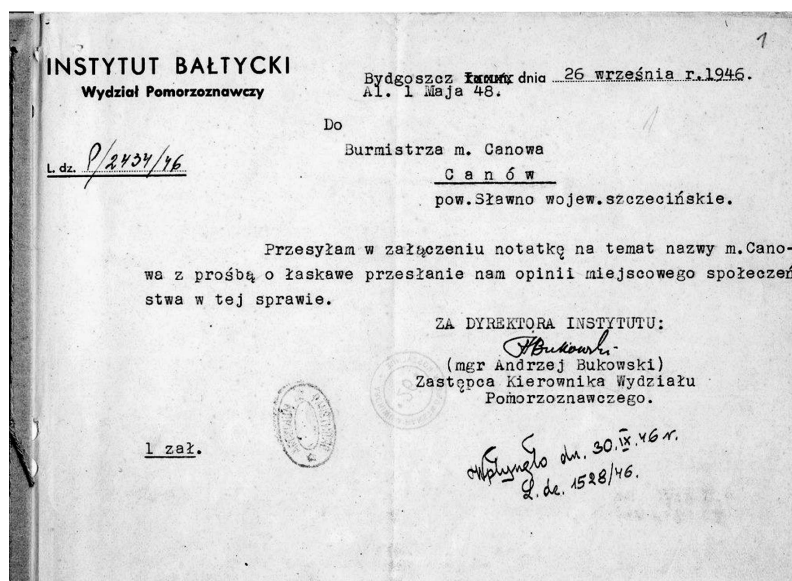 1
INSTYTUT BAŁTYCKI
Wydział Pomorzoznawczy
Bydgoszcz dnia 26 września r.1946.
Al. 1 Maja 48.
1
Do
Burmistrza m. Canowa
Canów
pow.Sławno wojew.szczecińskie.
L. dz. P/2434/46
Przesyłam w załączeniu notatkę na temat nazwy m.Cano-
wa z prośbą o łaskawe przesłanie nam opinii miejscowego społeczeń
stwa w tej sprawie.
ZA DYREKTORA INSTYTUTU:
ABukowski
(mgr Andrzej Bukowski)
Zastępca Kierownika Wydziału
Pomorzoznawczego.
1 zał.
Wpłynęło dn. 30.IX.46 r.
L. dz. 1528/46.